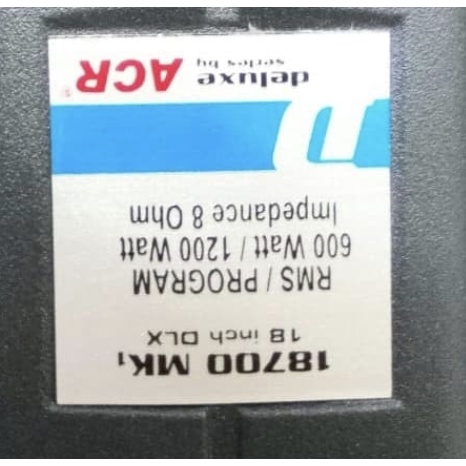 18700 MK1
18 inch DLX
RMS / PROGRAM
600 Watt / 1200 Watt
Impedance 8 Ohm
D
deluxe
series by
ACR®